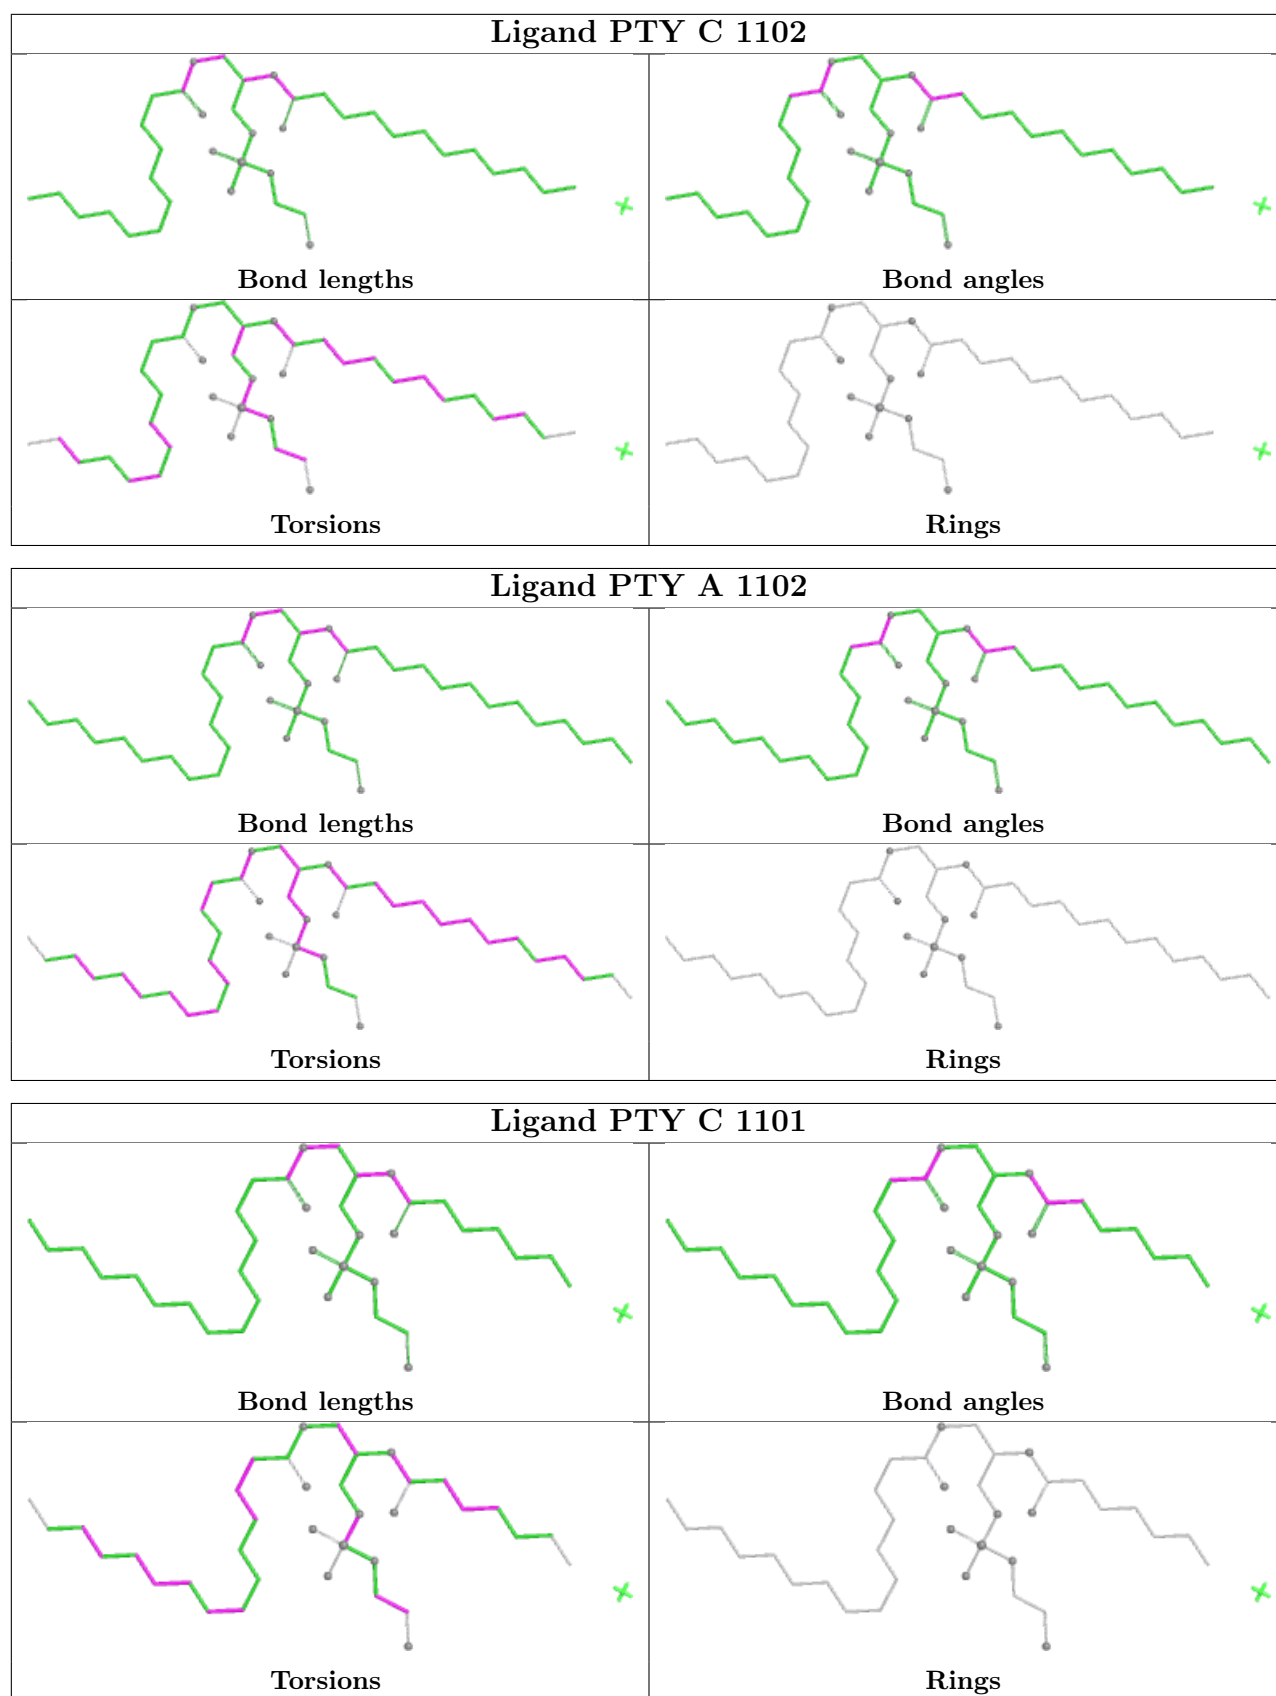 Ligand PTY C 1102
Bond lengths
Bond angles
Torsions
Rings
Ligand PTY A 1102
Bond lengths
Bond angles
Torsions
Rings
Ligand PTY C 1101
Bond lengths
Bond angles
Torsions
Rings